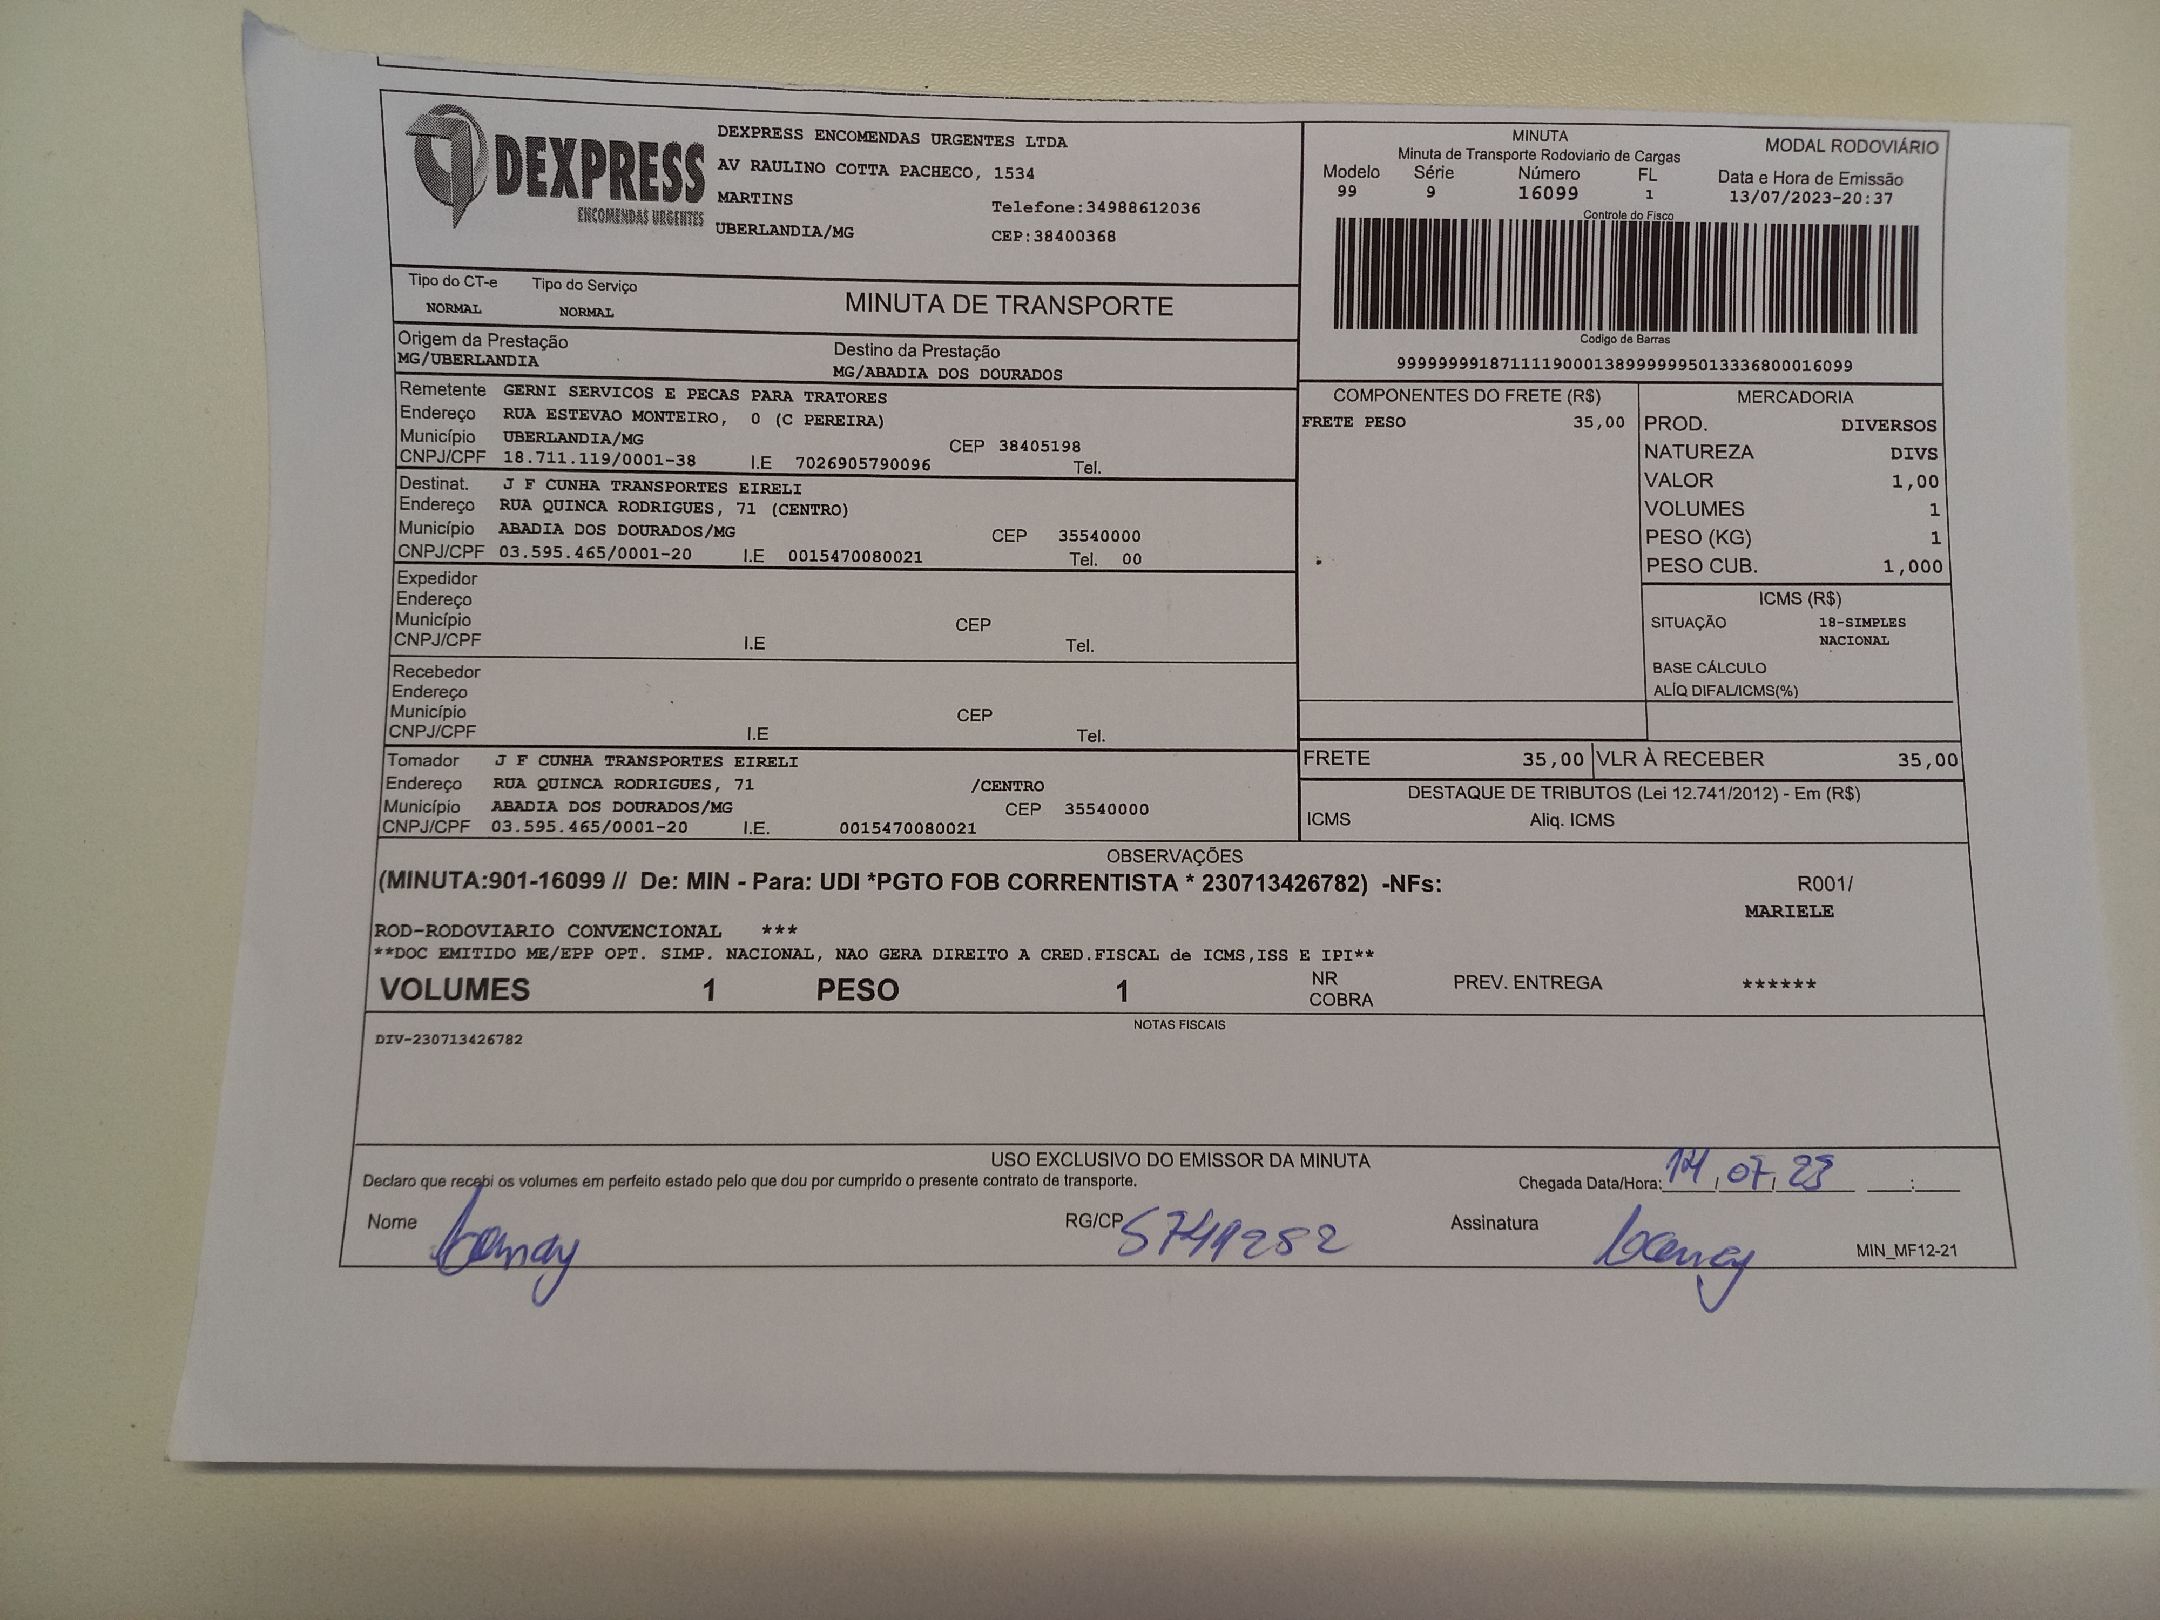 DEXPRESS
ENCOMENDAS URGENTES
DEXPRESS ENCOMENDAS URGENTES LTDA
AV RAULINO COTTA PACHECO, 1534
MARTINS
Telefone:34988612036
UBERLANDIA/MG
CEP:38400368
MINUTA
MODAL RODOVIÁRIO
Minuta de Transporte Rodoviario de Cargas
Modelo Série Número FL Data e Hora de Emissão
99 9 16099 1 13/07/2023-20:37
Controle do Fisco
Codigo de Barras
999999991871111900013899999995013336800016099
Tipo do CT-e Tipo do Serviço
NORMAL NORMAL
MINUTA DE TRANSPORTE
Origem da Prestação
MG/UBERLANDIA
Destino da Prestação
MG/ABADIA DOS DOURADOS
Remetente GERNI SERVICOS E PECAS PARA TRATORES
Endereço RUA ESTEVAO MONTEIRO, 0 (C PEREIRA)
Município UBERLANDIA/MG CEP 38405198
CNPJ/CPF 18.711.119/0001-38 I.E 7026905790096 Tel.
Destinat. J F CUNHA TRANSPORTES EIRELI
Endereço RUA QUINCA RODRIGUES, 71 (CENTRO)
Município ABADIA DOS DOURADOS/MG CEP 35540000
CNPJ/CPF 03.595.465/0001-20 I.E 0015470080021 Tel. 00
Expedidor
Endereço
Município CEP
CNPJ/CPF I.E Tel.
Recebedor
Endereço
Município CEP
CNPJ/CPF I.E Tel.
Tomador J F CUNHA TRANSPORTES EIRELI
Endereço RUA QUINCA RODRIGUES, 71 /CENTRO
Município ABADIA DOS DOURADOS/MG CEP 35540000
CNPJ/CPF 03.595.465/0001-20 I.E. 0015470080021
COMPONENTES DO FRETE (R$)
FRETE PESO 35,00
MERCADORIA
PROD. DIVERSOS
NATUREZA DIVS
VALOR 1,00
VOLUMES 1
PESO (KG) 1
PESO CUB. 1,000
ICMS (R$)
SITUAÇÃO 18-SIMPLES
NACIONAL
BASE CÁLCULO
ALÍQ DIFAL/ICMS(%)
FRETE 35,00 VLR À RECEBER 35,00
DESTAQUE DE TRIBUTOS (Lei 12.741/2012) - Em (R$)
ICMS Aliq. ICMS
OBSERVAÇÕES
(MINUTA:901-16099 // De: MIN - Para: UDI *PGTO FOB CORRENTISTA * 230713426782) -NFs:
R001/
MARIELE
ROD-RODOVIARIO CONVENCIONAL ***
**DOC EMITIDO ME/EPP OPT. SIMP. NACIONAL, NAO GERA DIREITO A CRED.FISCAL de ICMS,ISS E IPI**
VOLUMES 1 PESO 1 NR COBRA PREV. ENTREGA ******
NOTAS FISCAIS
DIV-230713426782
USO EXCLUSIVO DO EMISSOR DA MINUTA
Declaro que recebi os volumes em perfeito estado pelo que dou por cumprido o presente contrato de transporte.
Chegada Data/Hora: 14/07/23 :
Nome RG/CP Assinatura
MIN_MF12-21